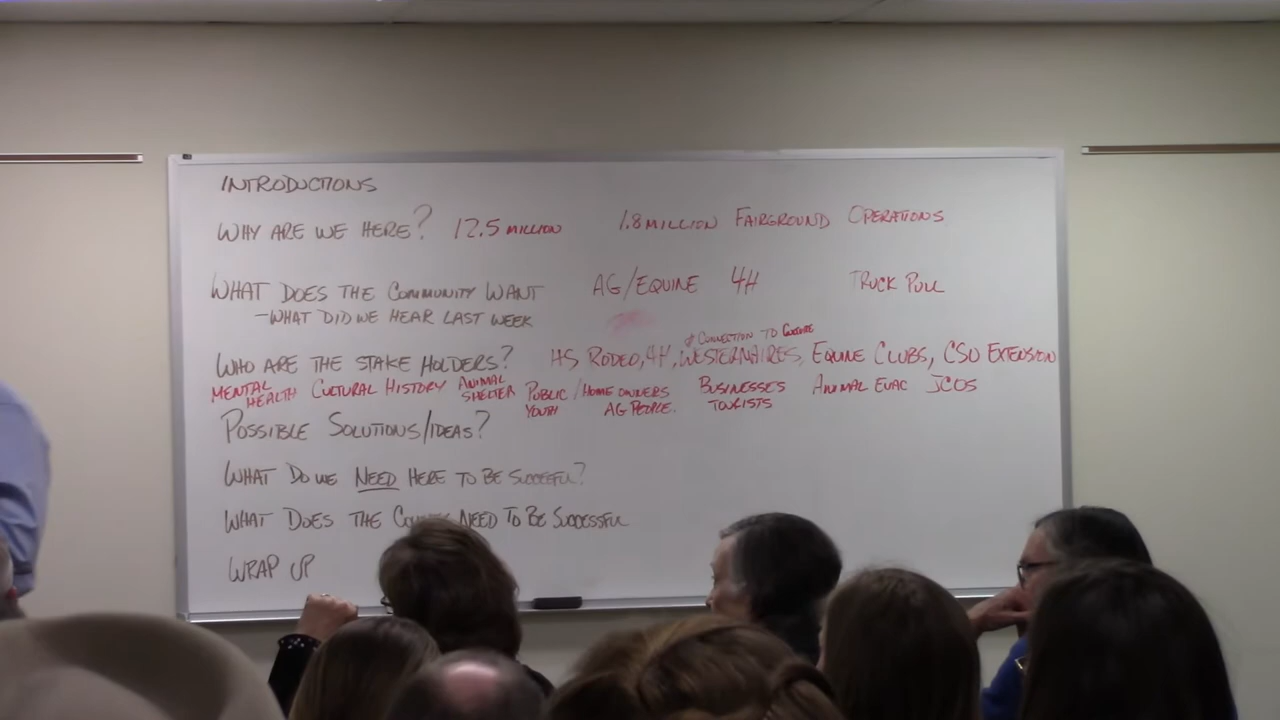 INTRODUCTIONS
WHY ARE WE HERE? 12.5 MILLION 1.8 MILLION FAIRGROUND OPERATIONS
WHAT DOES THE COMMUNITY WANT AG/EQUINE 4H TRUCK PULL
-WHAT DID WE HEAR LAST WEEK
CONNECTION TO
WHO ARE THE STAKE HOLDERS? HS RODEO, 4H, WESTERNAIRES, EQUINE CLUBS, CSU EXTENSION
MENTAL HEALTH CULTURAL HISTORY ANIMAL SHELTER PUBLIC/HOME OWNERS BUSINESSES ANIMAL EVAC JCOS
YOUTH AG PEOPLE. TOURISTS
POSSIBLE SOLUTIONS/IDEAS?
WHAT DO WE NEED HERE TO BE SUCCEFUL?
WHAT DOES THE NEED TO BE SUCCESSFUL
WRAP UP